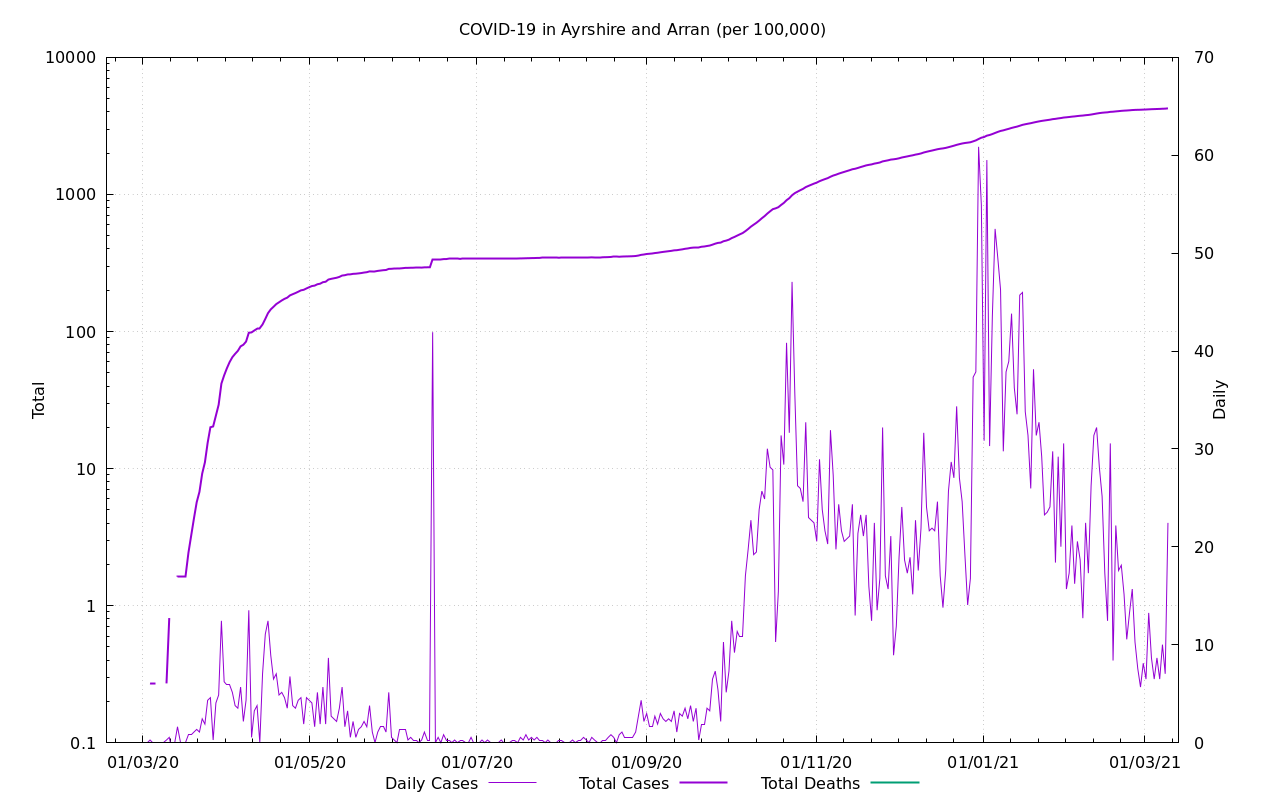 COVID-19 in Ayrshire and Arran (per 100,000)
10000
1000
100
10
1
0.1
Total
70
60
50
40
30
20
10
0
Daily
01/03/20 01/05/20 01/07/20 01/09/20 01/11/20 01/01/21 01/03/21
Daily Cases Total Cases Total Deaths